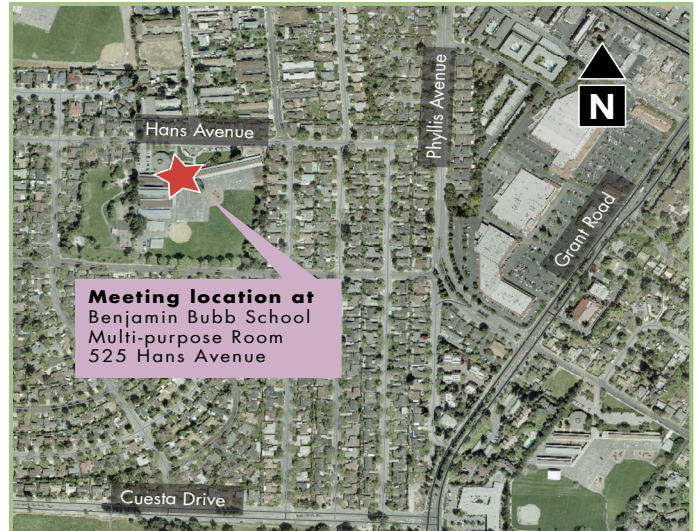 N
Hans Avenue
Phyllis Avenue
Grant Road
Meeting location at
Benjamin Bubb School
Multi-purpose Room
525 Hans Avenue
Cuesta Drive